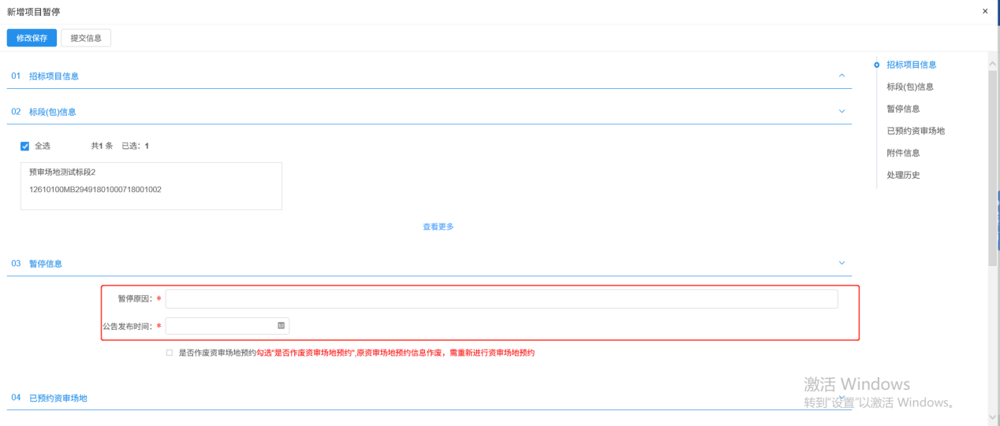 新增项目暂停
×
修改保存 提交信息
01 招标项目信息
02 标段(包)信息
全选 共1 条 已选：1
预审场地测试标段2
12610100MB29491801000718001002
查看更多
03 暂停信息
暂停原因：*
公告发布时间：*
是否作废资审场地预约勾选"是否作废资审场地预约",原资审场地预约信息作废，需重新进行资审场地预约
04 已预约资审场地
招标项目信息
标段(包)信息
暂停信息
已预约资审场地
附件信息
处理历史
激活 Windows
转到"设置"以激活 Windows。